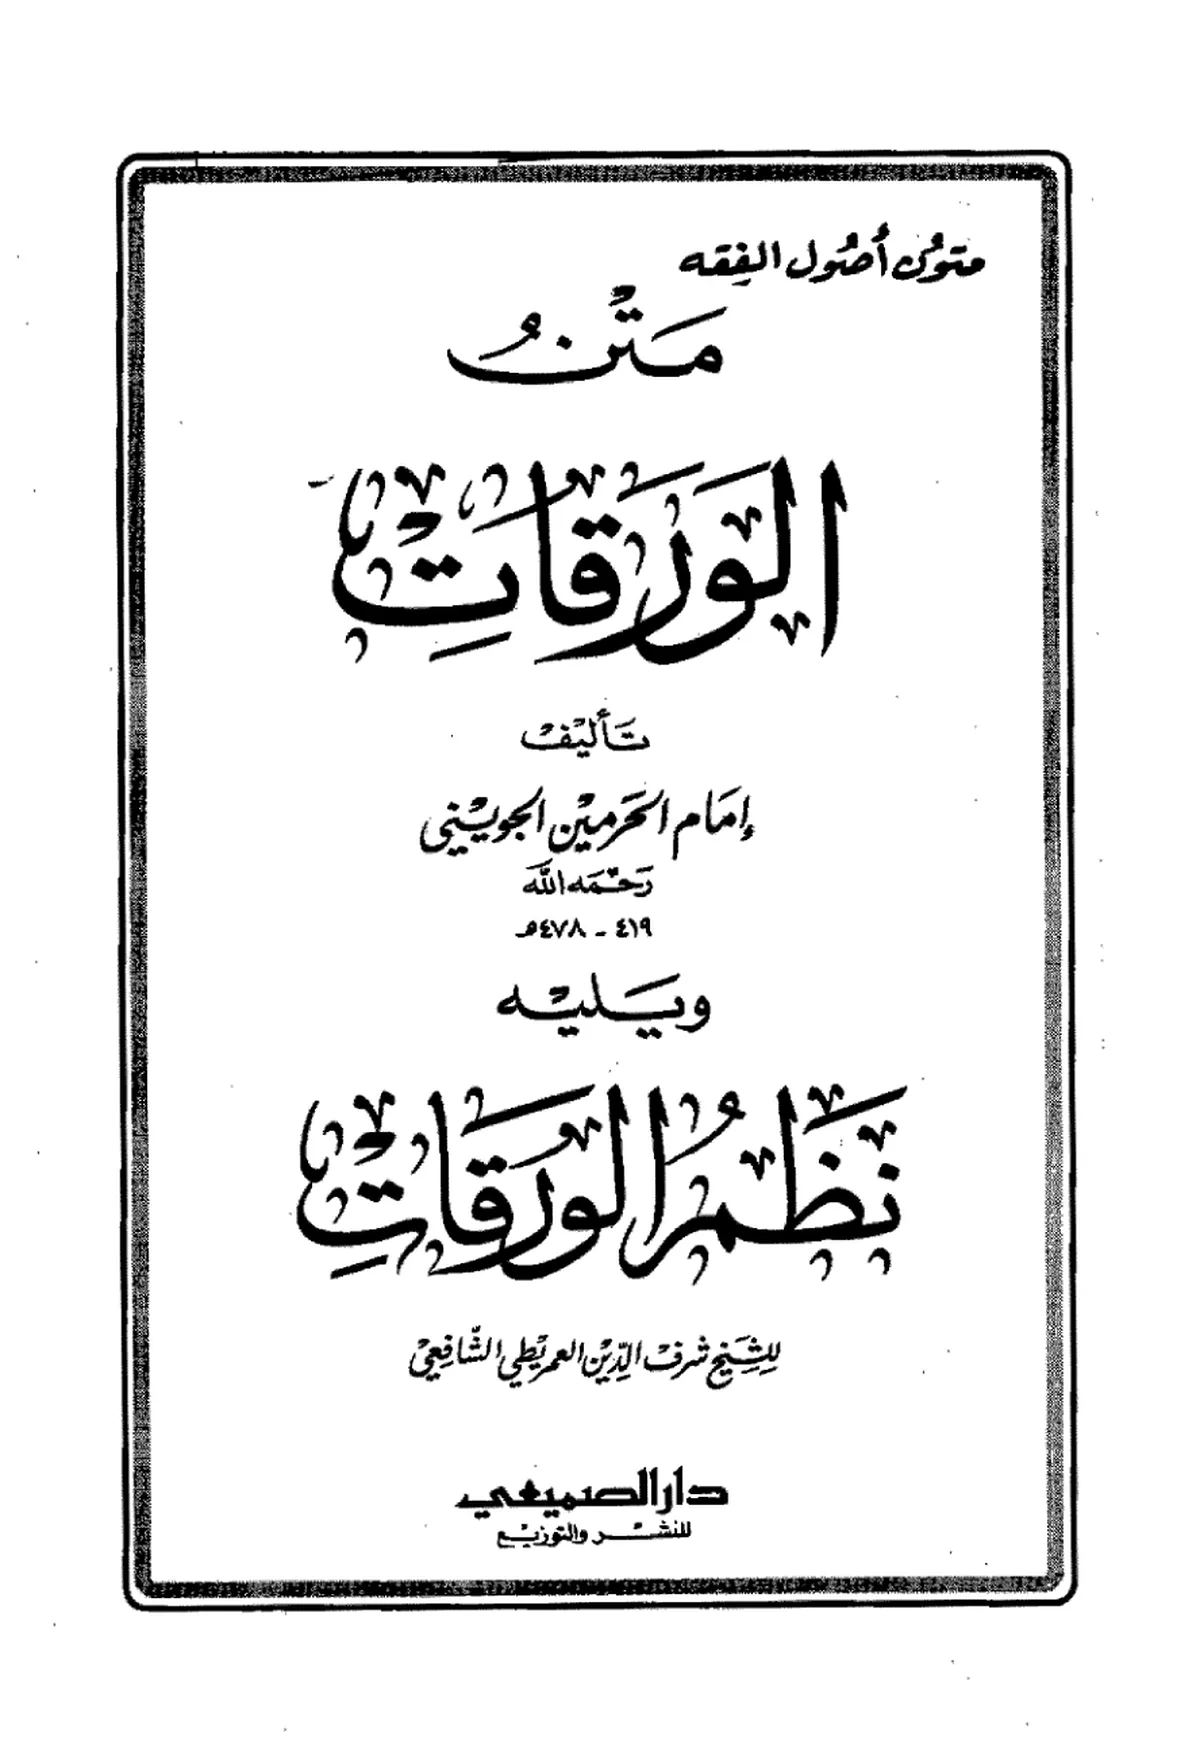 متون أصول الفقه
متن
الورقات
تأليف
إمام الحرمين الجويني
رحمه الله
٤١٩ - ٤٧٨هـ
ويليه
نظم الورقات
للشيخ شرف الدين العمريطي الشافعي
دار الصميعي
للنشر والتوزيع